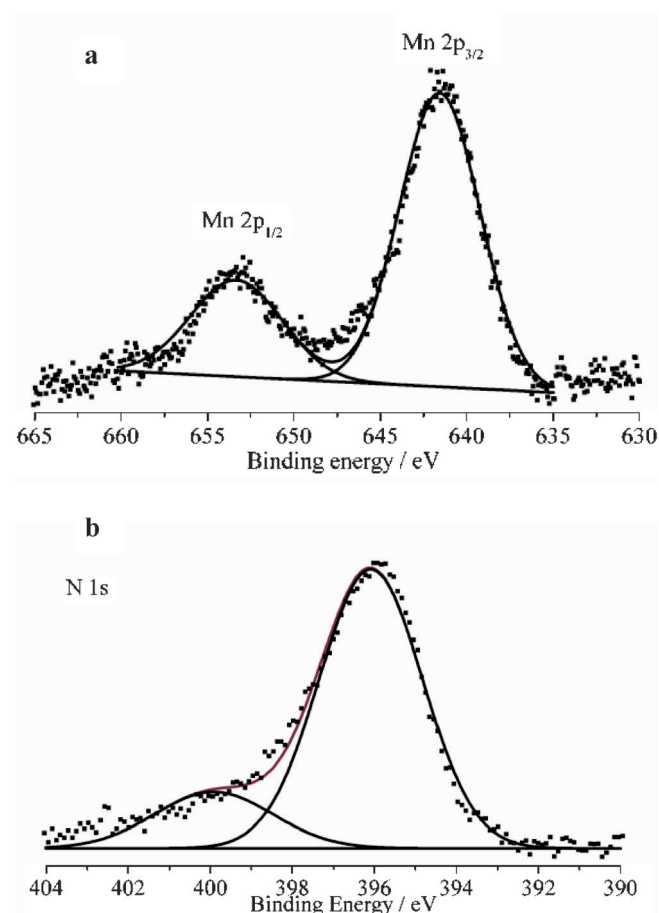 a
Mn 2p3/2
Mn 2p1/2
665 660 655 650 645 640 635 630
Binding energy / eV
b
N 1s
404 402 400 398 396 394 392 390
Binding Energy / eV